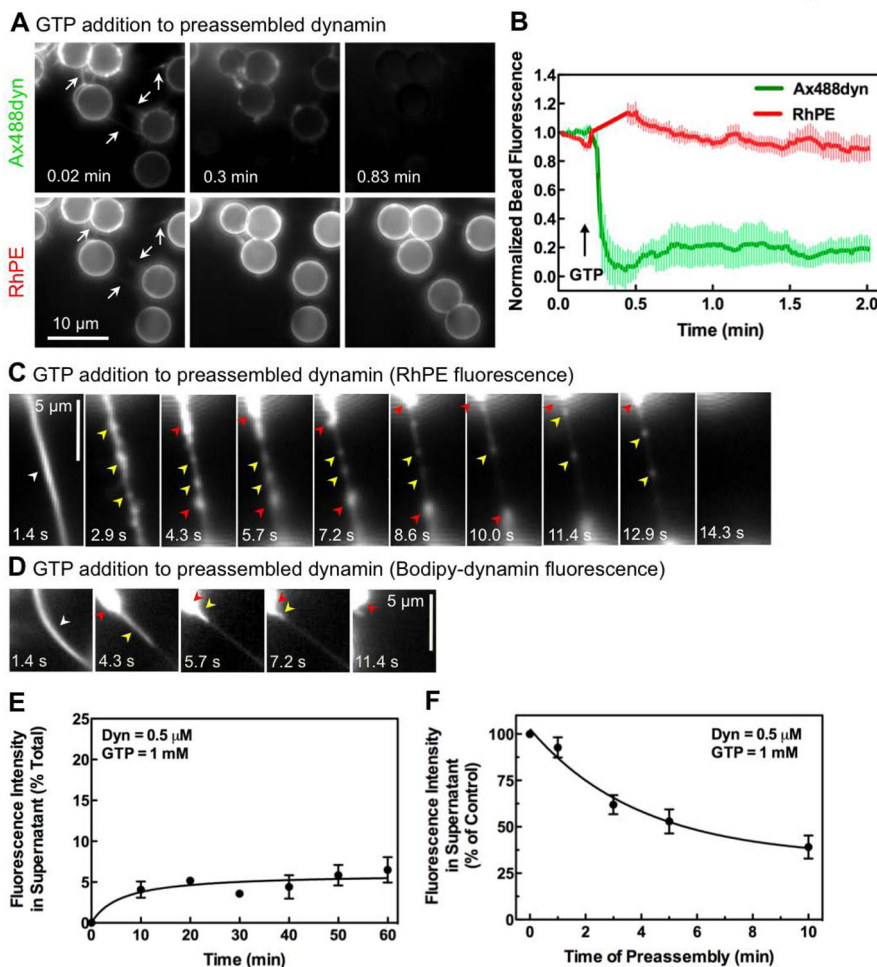 A GTP addition to preassembled dynamin
Ax488dyn
0.02 min
0.3 min
0.83 min
RhPE
10 µm
B
Normalized Bead Fluorescence
1.4
1.2
1.0
0.8
0.6
0.4
0.2
0.0
Ax488dyn
RhPE
GTP
0.0 0.5 1.0 1.5 2.0
Time (min)
C GTP addition to preassembled dynamin (RhPE fluorescence)
5 µm
1.4 s 2.9 s 4.3 s 5.7 s 7.2 s 8.6 s 10.0 s 11.4 s 12.9 s 14.3 s
D GTP addition to preassembled dynamin (Bodipy-dynamin fluorescence)
5 µm
1.4 s 4.3 s 5.7 s 7.2 s 11.4 s
E
Fluorescence Intensity
in Supernatant (% Total)
25
20
15
10
5
0
Dyn = 0.5 µM
GTP = 1 mM
0 10 20 30 40 50 60
Time (min)
F
Fluorescence Intensity
in Supernatant
(% of Control)
100
75
50
25
0
Dyn = 0.5 µM
GTP = 1 mM
0 2 4 6 8 10
Time of Preassembly (min)